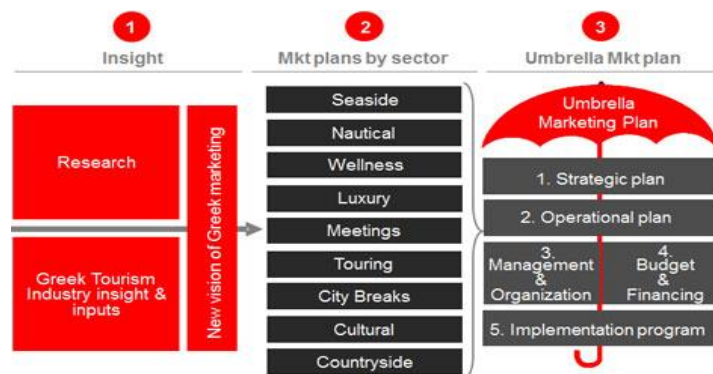 1
Insight
2
Mkt plans by sector
3
Umbrella Mkt plan
Research
Greek Tourism
Industry insight &
inputs
New vision of Greek marketing
Seaside
Nautical
Wellness
Luxury
Meetings
Touring
City Breaks
Cultural
Countryside
Umbrella
Marketing Plan
1. Strategic plan
2. Operational plan
3.
Management
&
Organization
4.
Budget
&
Financing
5. Implementation program